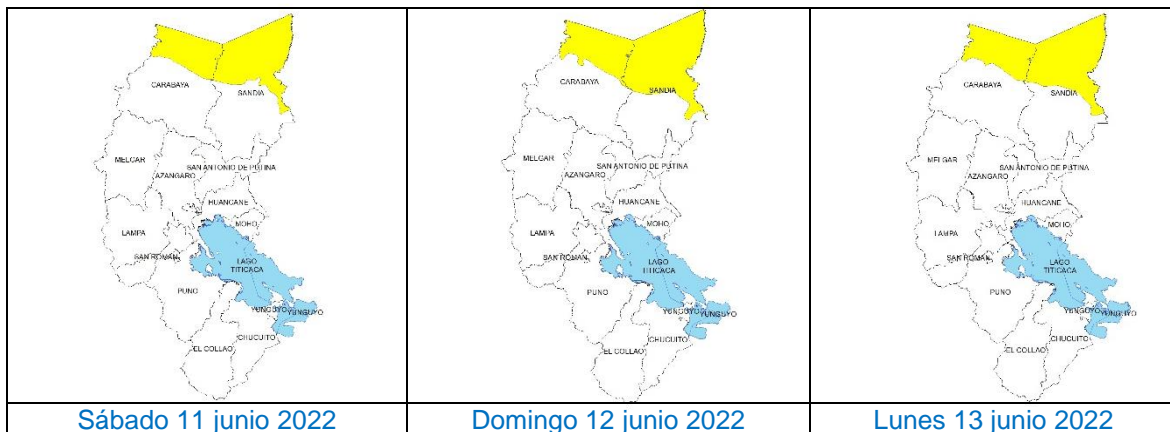 CARABAYA
SANDIA
MELGAR
SAN ANTONIO DE PUTINA
AZANGARO
HUANCANE
MOHO
LAMPA
SAN ROMAN
LAGO
TITICACA
PUNO
YUNGUYO
YUNGUYO
CHUCUITO
EL COLLAO
Sábado 11 junio 2022
CARABAYA
SANDIA
MELGAR
SAN ANTONIO DE PUTINA
AZANGARO
HUANCANE
MOHO
LAMPA
SAN ROMAN
LAGO
TITICACA
PUNO
YUNGUYO
YUNGUYO
CHUCUITO
EL COLLAO
Domingo 12 junio 2022
CARABAYA
SANDIA
MELGAR
SAN ANTONIO DE PUTINA
AZANGARO
HUANCANE
MOHO
LAMPA
SAN ROMAN
LAGO
TITICACA
PUNO
YUNGUYO
YUNGUYO
CHUCUITO
EL COLLAO
Lunes 13 junio 2022